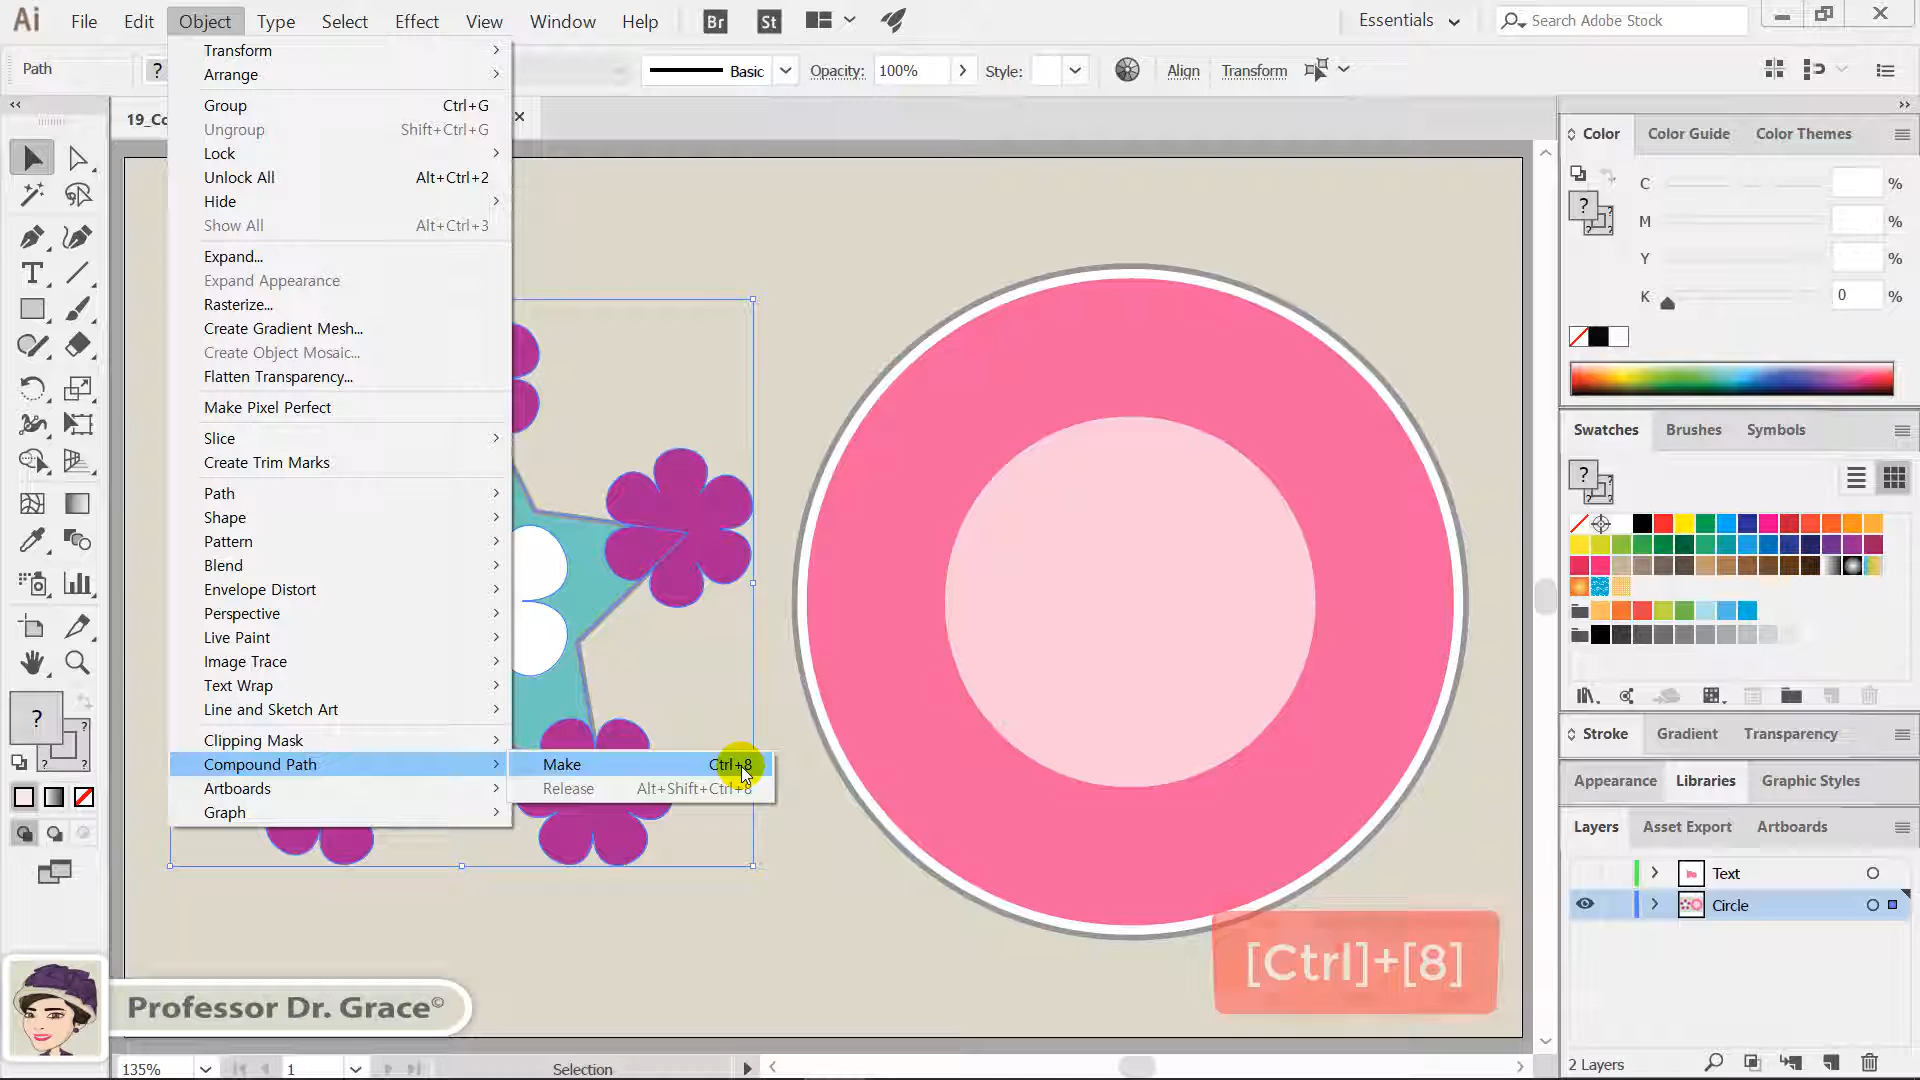 Ai File Edit Object Type Select Effect View Window Help Br St Essentials Search Adobe Stock
Path ? Basic Opacity: 100% Style: Align Transform
19_Co
Transform
Arrange
Group Ctrl+G
Ungroup Shift+Ctrl+G
Lock
Unlock All Alt+Ctrl+2
Hide
Show All Alt+Ctrl+3
Expand...
Expand Appearance
Rasterize...
Create Gradient Mesh...
Create Object Mosaic...
Flatten Transparency...
Make Pixel Perfect
Slice
Create Trim Marks
Path
Shape
Pattern
Blend
Envelope Distort
Perspective
Live Paint
Image Trace
Text Wrap
Line and Sketch Art
Clipping Mask
Compound Path
Make Ctrl+8
Release Alt+Shift+Ctrl+8
Artboards
Graph
Color Color Guide Color Themes
C %
M %
Y %
K 0 %
Swatches Brushes Symbols
Stroke Gradient Transparency
Appearance Libraries Graphic Styles
Layers Asset Export Artboards
Text
Circle
[Ctrl]+[8]
Professor Dr. Grace©
135% 1 Selection
2 Layers